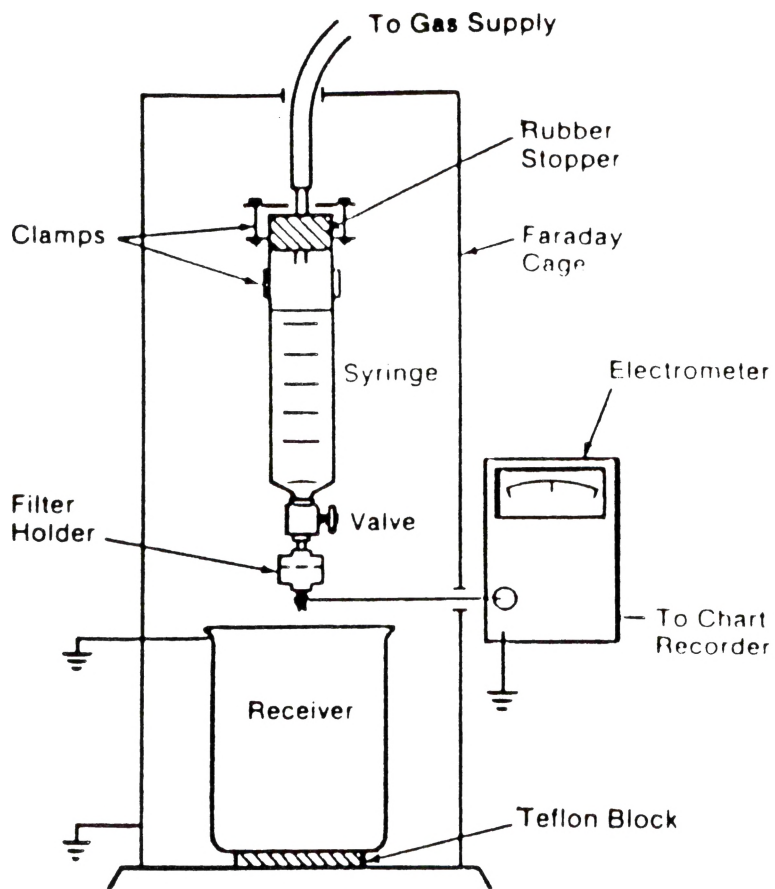 To Gas Supply
Rubber
Stopper
Clamps
Faraday
Cage
Syringe
Electrometer
Filter
Holder
Valve
To Chart
Recorder
Receiver
Teflon Block